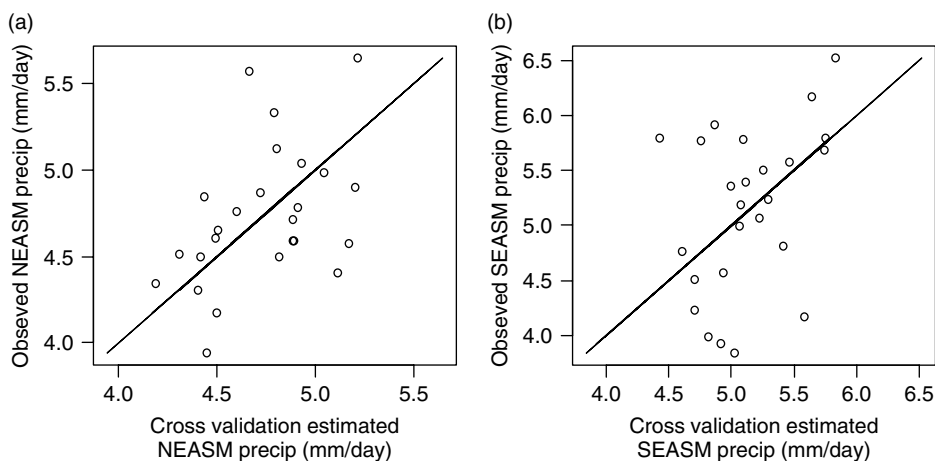 (a)
Obseved NEASM precip (mm/day)
5.5
5.0
4.5
4.0
4.0 4.5 5.0 5.5
Cross validation estimated
NEASM precip (mm/day)
(b)
Obseved SEASM precip (mm/day)
6.5
6.0
5.5
5.0
4.5
4.0
4.0 4.5 5.0 5.5 6.0 6.5
Cross validation estimated
SEASM precip (mm/day)